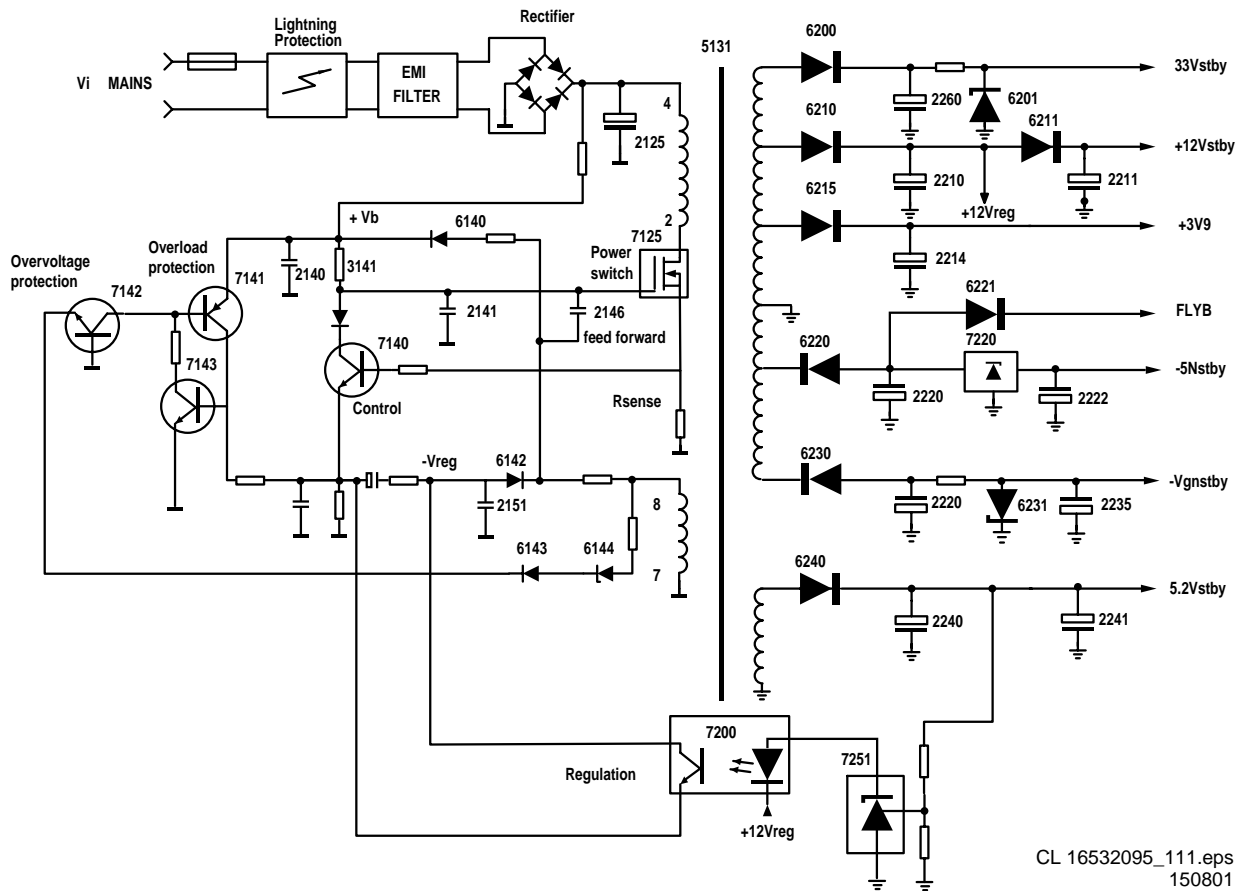 Rectifier
Lightning
Protection
5131
6200
33Vstby
Vi MAINS
EMI
FILTER
4
2260
6201
6210
6211
2125
+12Vstby
2210
2211
6215
+12Vreg
2
+ Vb
6140
7125
+3V9
Overload
protection
Power
switch
Overvoltage
protection
7141
2140
3141
2214
7142
6221
2141
2146
FLYB
feed forward
7143
7140
6220
7220
-5Nstby
2220
2222
Control
Rsense
6230
-Vreg
6142
-Vgnstby
8
2220
6231
2235
2151
6143
6144
6240
7
5.2Vstby
2240
2241
7200
7251
Regulation
+12Vreg
CL 16532095_111.eps
150801